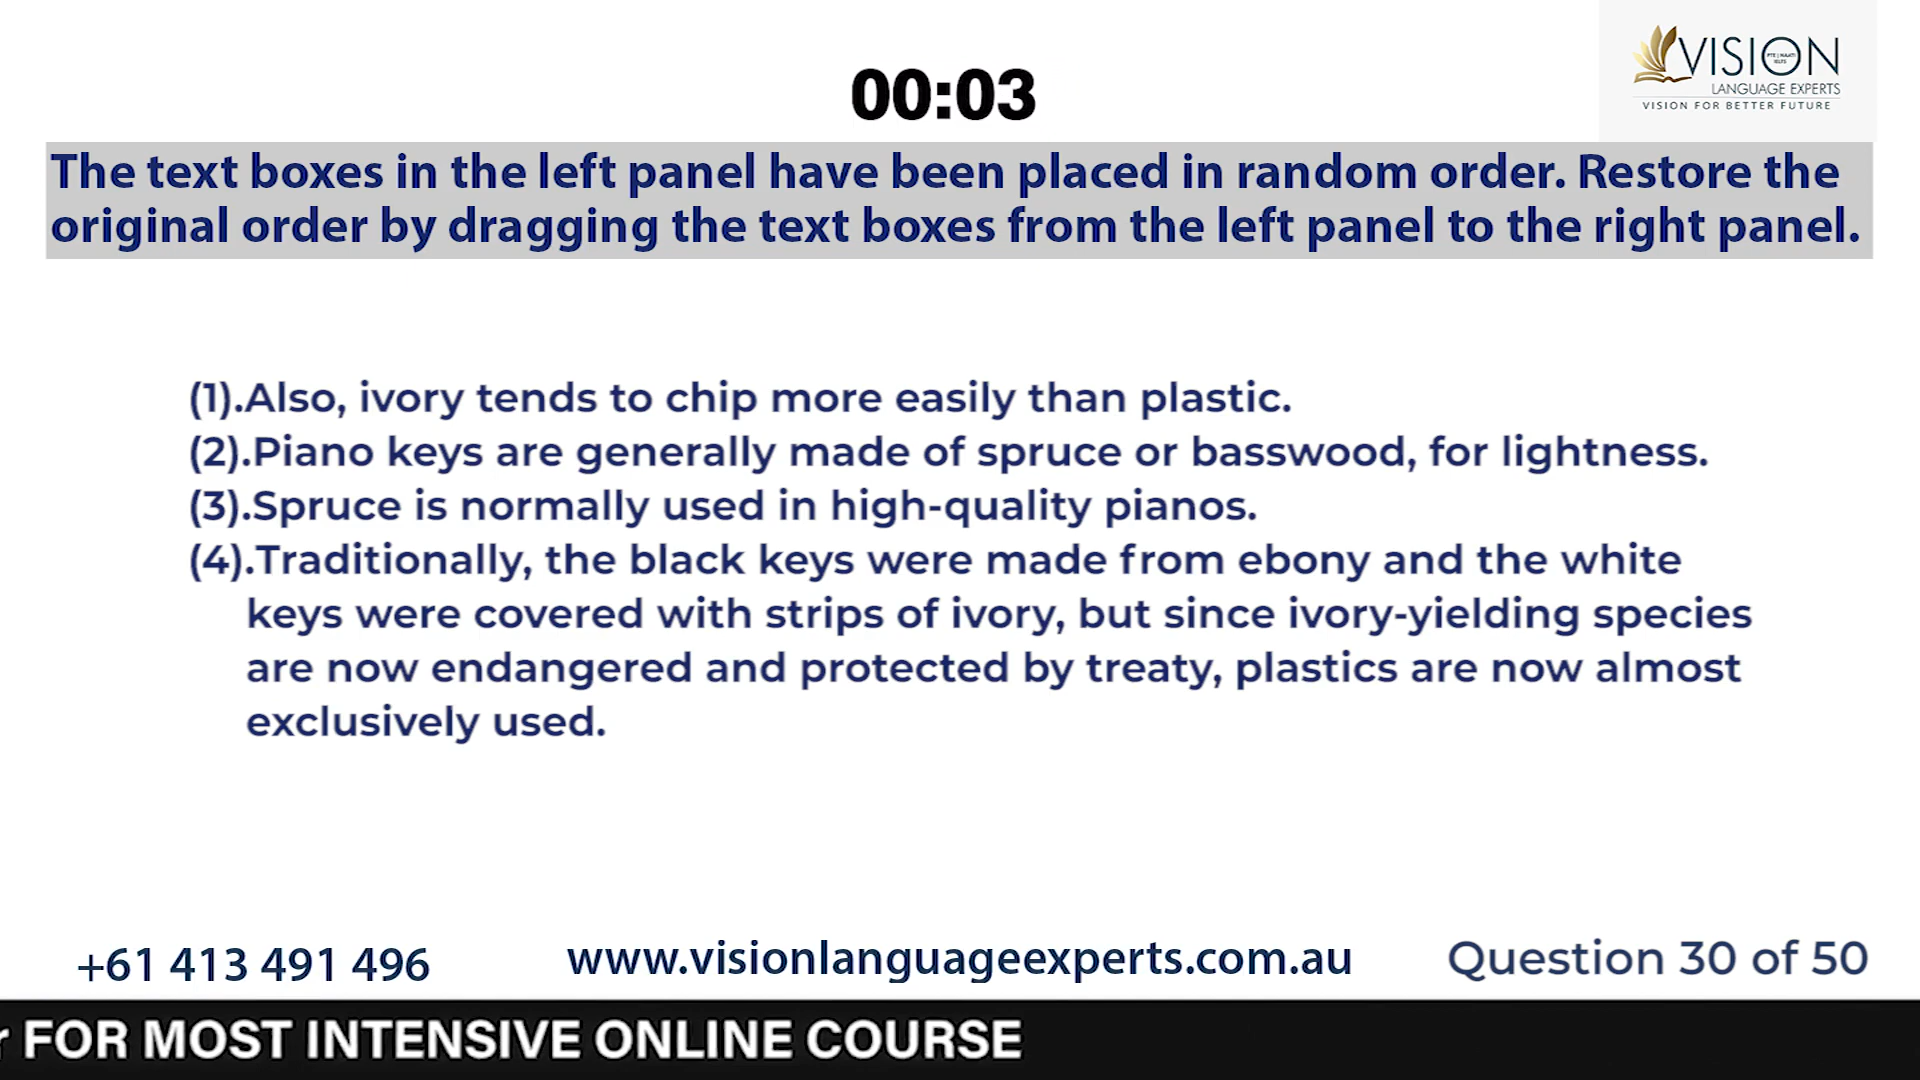 VISION
LANGUAGE EXPERTS
VISION FOR BETTER FUTURE
00:03
The text boxes in the left panel have been placed in random order. Restore the
original order by dragging the text boxes from the left panel to the right panel.
(1).Also, ivory tends to chip more easily than plastic.
(2).Piano keys are generally made of spruce or basswood, for lightness.
(3).Spruce is normally used in high-quality pianos.
(4).Traditionally, the black keys were made from ebony and the white
keys were covered with strips of ivory, but since ivory-yielding species
are now endangered and protected by treaty, plastics are now almost
exclusively used.
+61 413 491 496
www.visionlanguageexperts.com.au
Question 30 of 50
FOR MOST INTENSIVE ONLINE COURSE